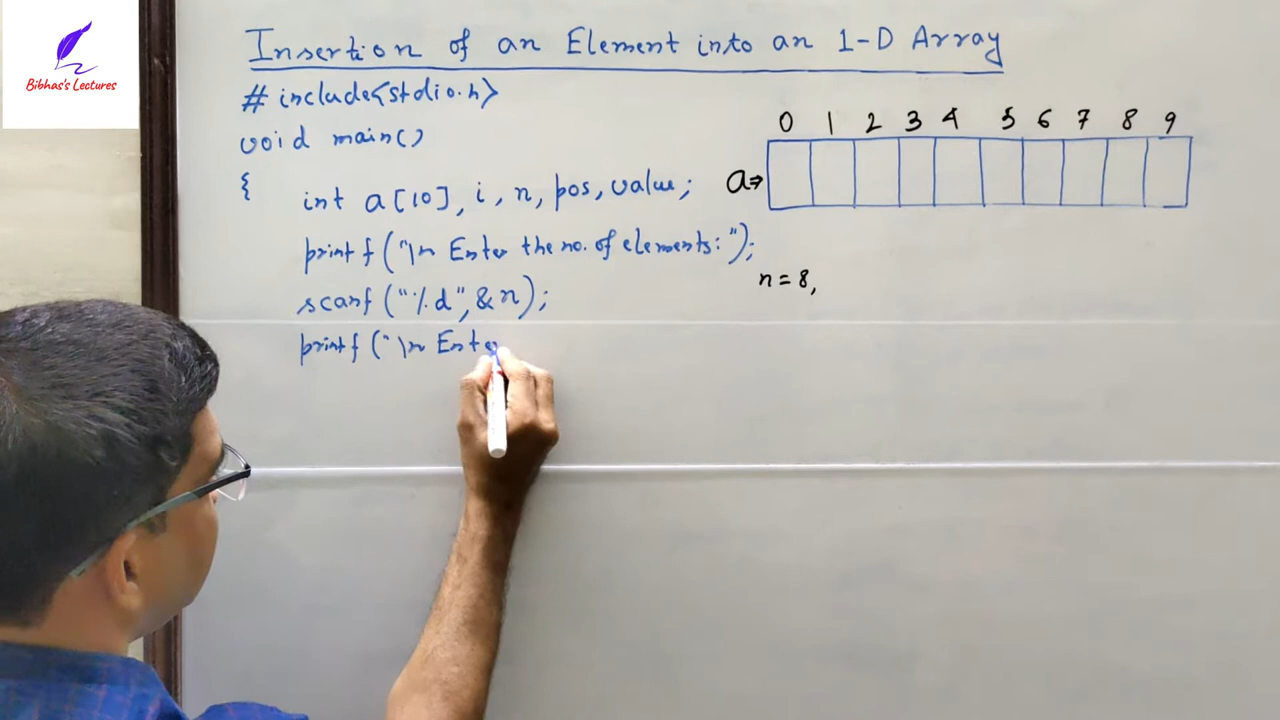 Bibhas's Lectures
Insertion of an Element into an 1-D Array
# include<stdio.h>
void main()
{
int a[10], i, n, pos, value;
printf("\n Enter the no. of elements:");
scanf("%d",&n);
printf("\n Enter
0 1 2 3 4 5 6 7 8 9
a⇒
n=8,